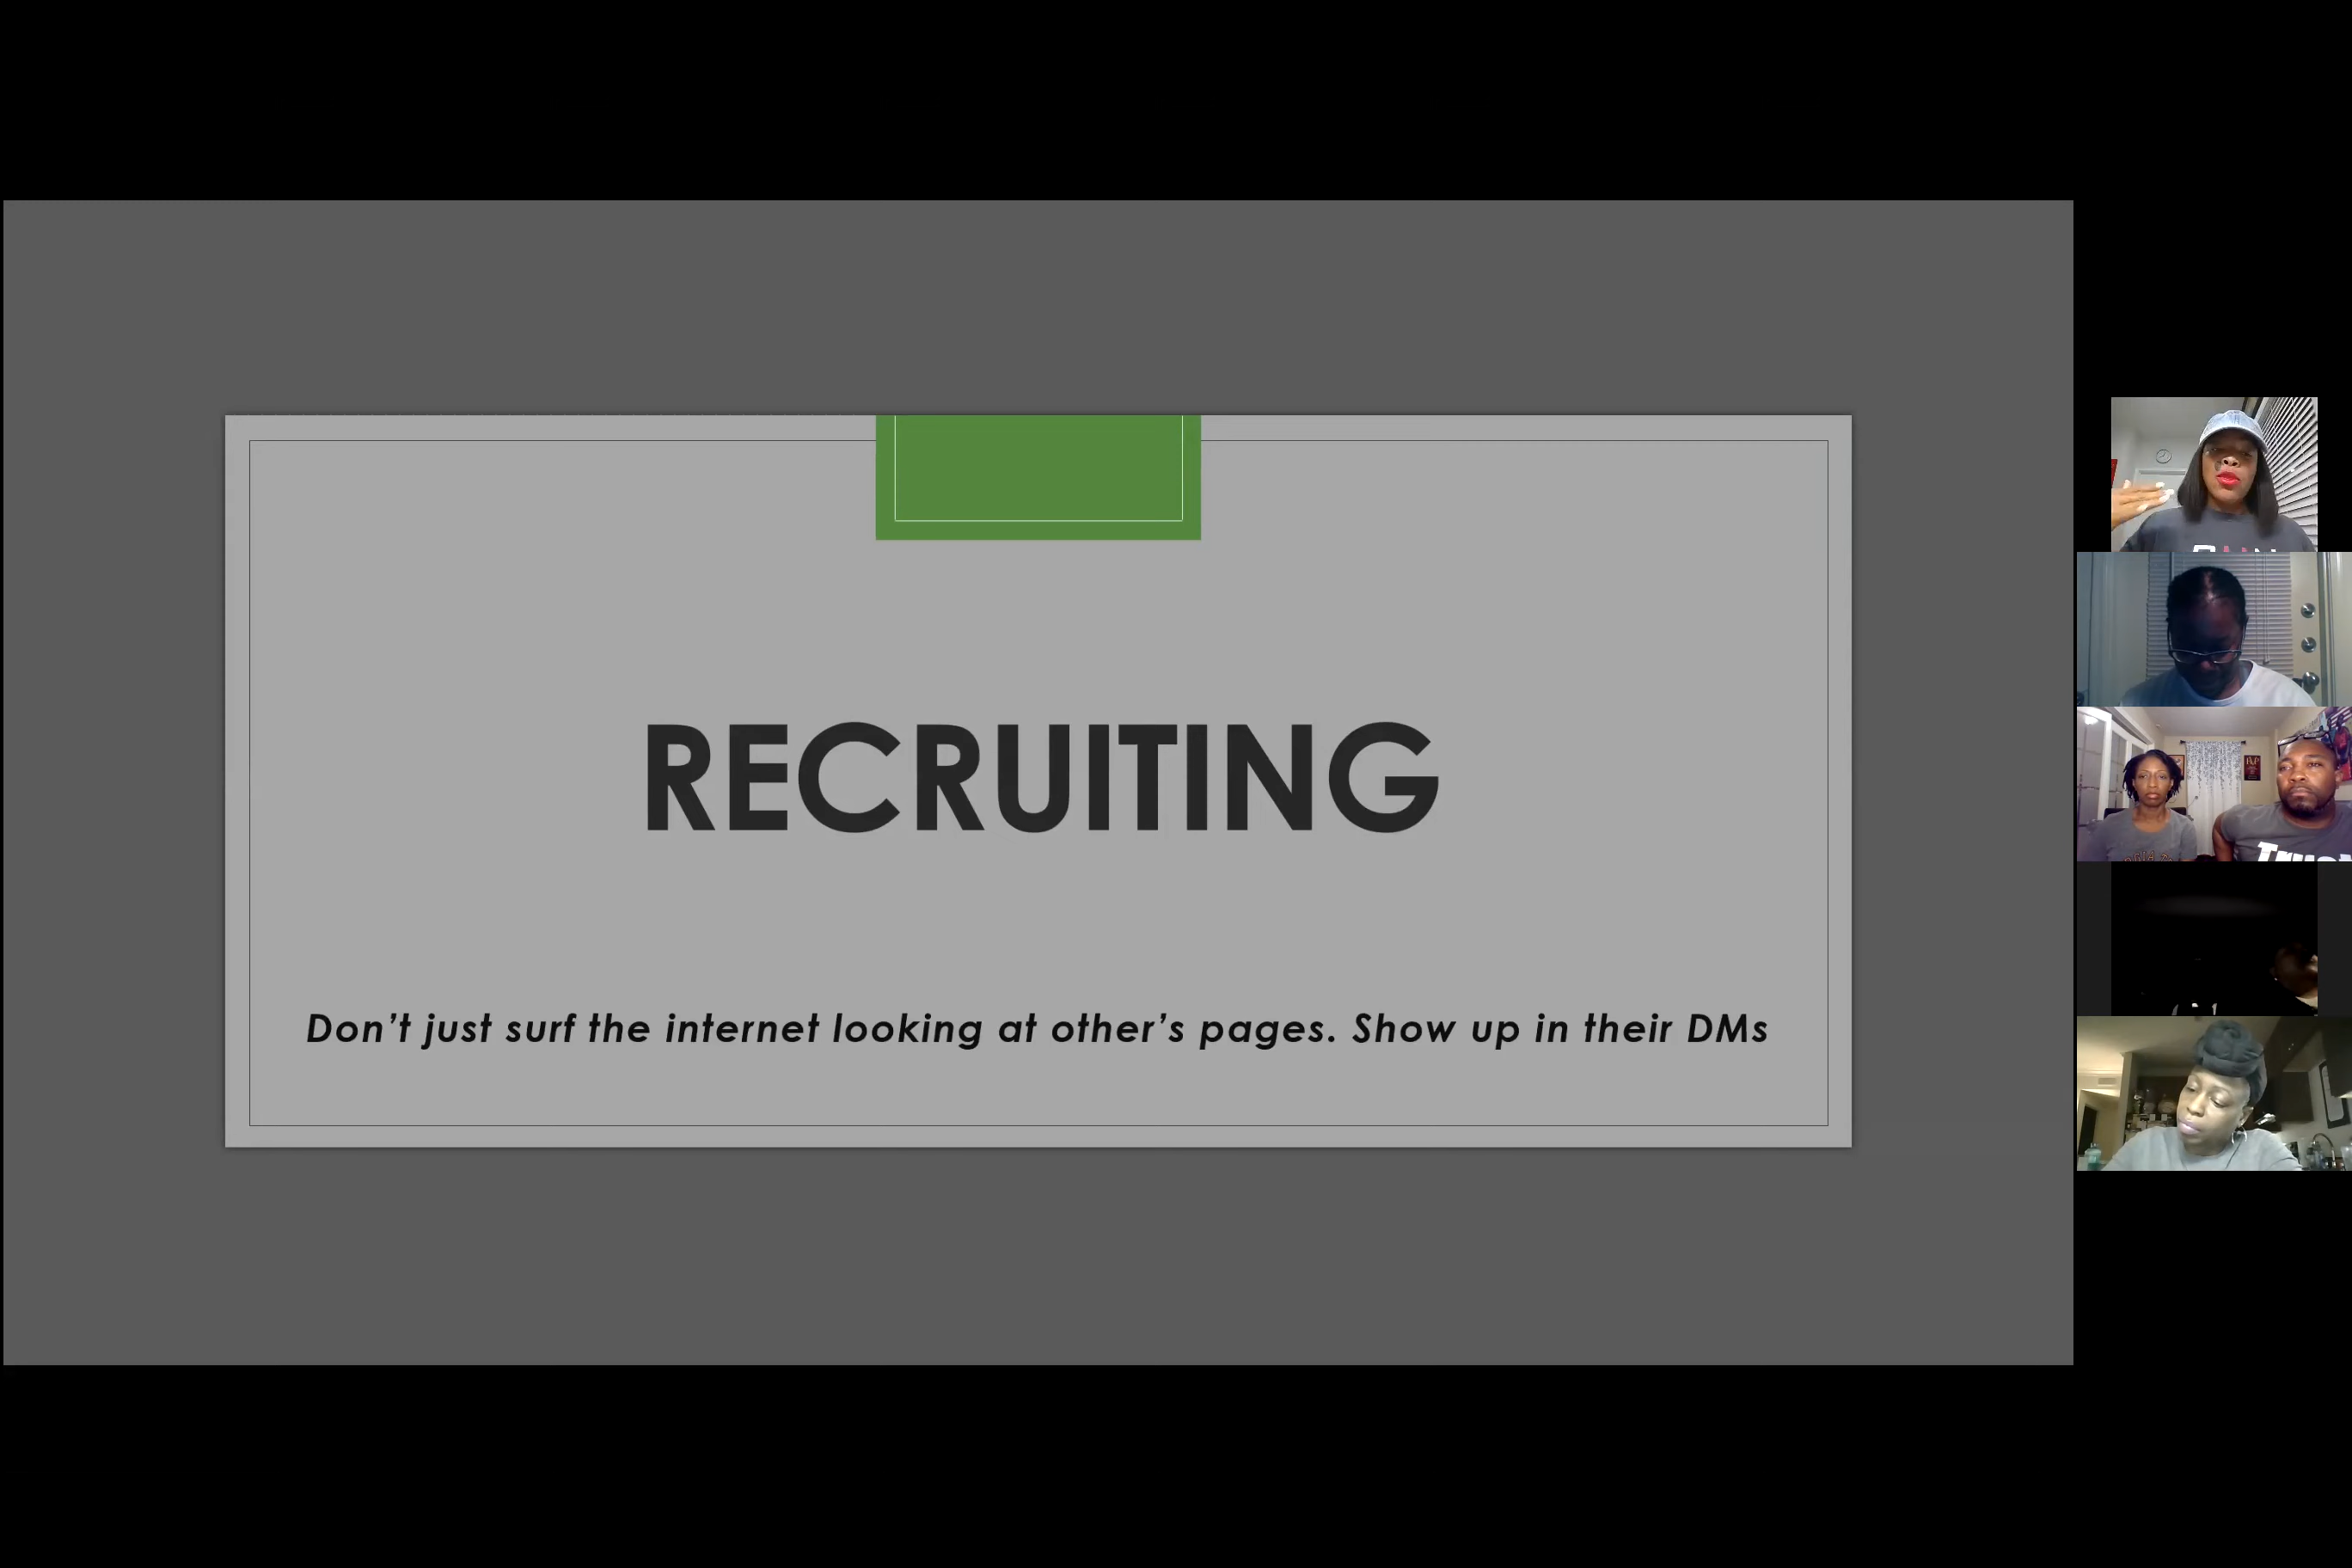 RECRUITING
Don’t just surf the internet looking at other’s pages. Show up in their DMs